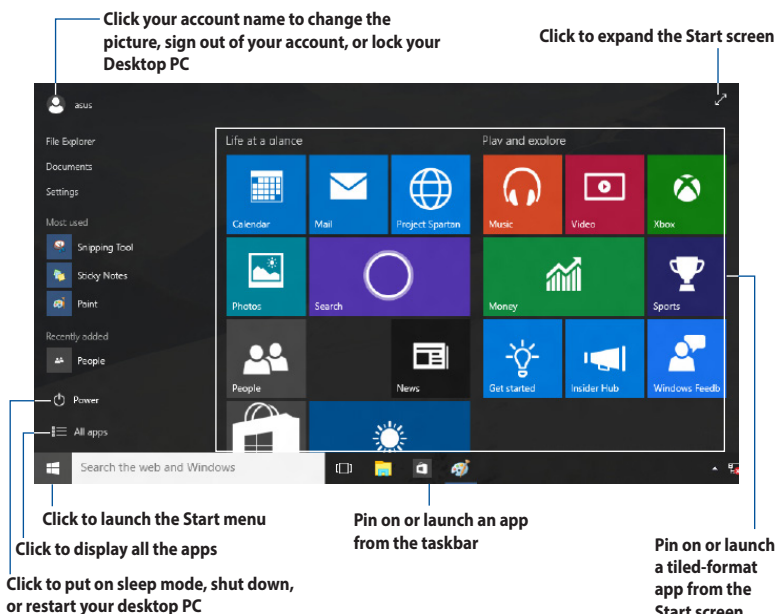 Click your account name to change the
picture, sign out of your account, or lock your
Desktop PC
Click to expand the Start screen
asus
File Explorer
Documents
Settings
Most used
Snipping Tool
Sticky Notes
Paint
Recently added
People
Power
All apps
Life at a glance
Calendar
Mail
Project Spartan
Photos
Search
People
News
Play and explore
Music
Video
Xbox
Money
Sports
Get started
Insider Hub
Windows Feedb
Search the web and Windows
Click to launch the Start menu
Click to display all the apps
Click to put on sleep mode, shut down,
or restart your desktop PC
Pin on or launch an app
from the taskbar
Pin on or launch
a tiled-format
app from the
Start screen